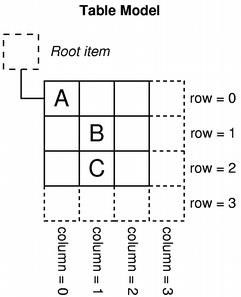 Table Model
Root item
A
row = 0
B
row = 1
C
row = 2
row = 3
column = 0
column = 1
column = 2
column = 3